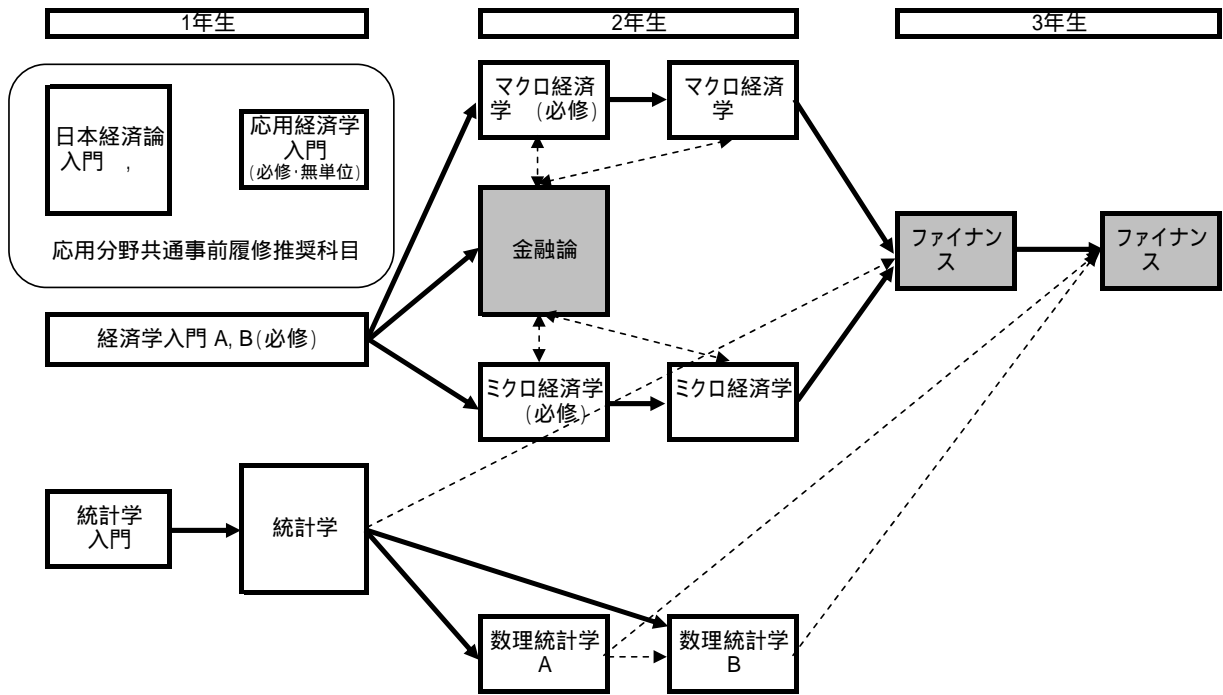 1年生
2年生
3年生
日本経済論
入門 ,
応用経済学
入門
(必修･無単位)
応用分野共通事前履修推奨科目
経済学入門 A, B(必修)
統計学
入門
統計学
マクロ経済
学 (必修)
マクロ経済
学
金融論
ミクロ経済学
(必修)
ミクロ経済学
数理統計学
A
数理統計学
B
ファイナン
ス
ファイナン
ス